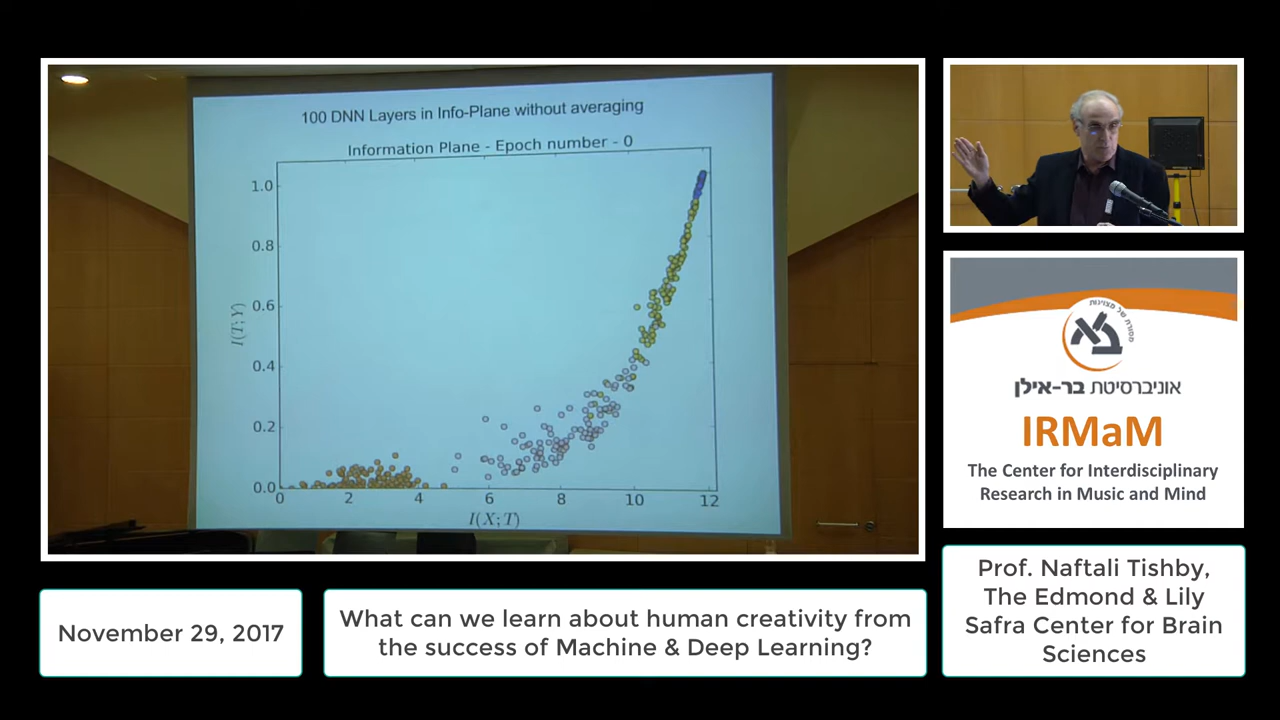 100 DNN Layers in Info-Plane without averaging
Information Plane - Epoch number - 0
1.0
0.8
0.6
0.4
0.2
0.0
I(T;Y)
0 2 4 6 8 10 12
I(X;T)
מסורת של מצוינות
בא
אוניברסיטת בר-אילן
IRMaM
The Center for Interdisciplinary
Research in Music and Mind
Prof. Naftali Tishby,
The Edmond & Lily
Safra Center for Brain
Sciences
November 29, 2017
What can we learn about human creativity from
the success of Machine & Deep Learning?